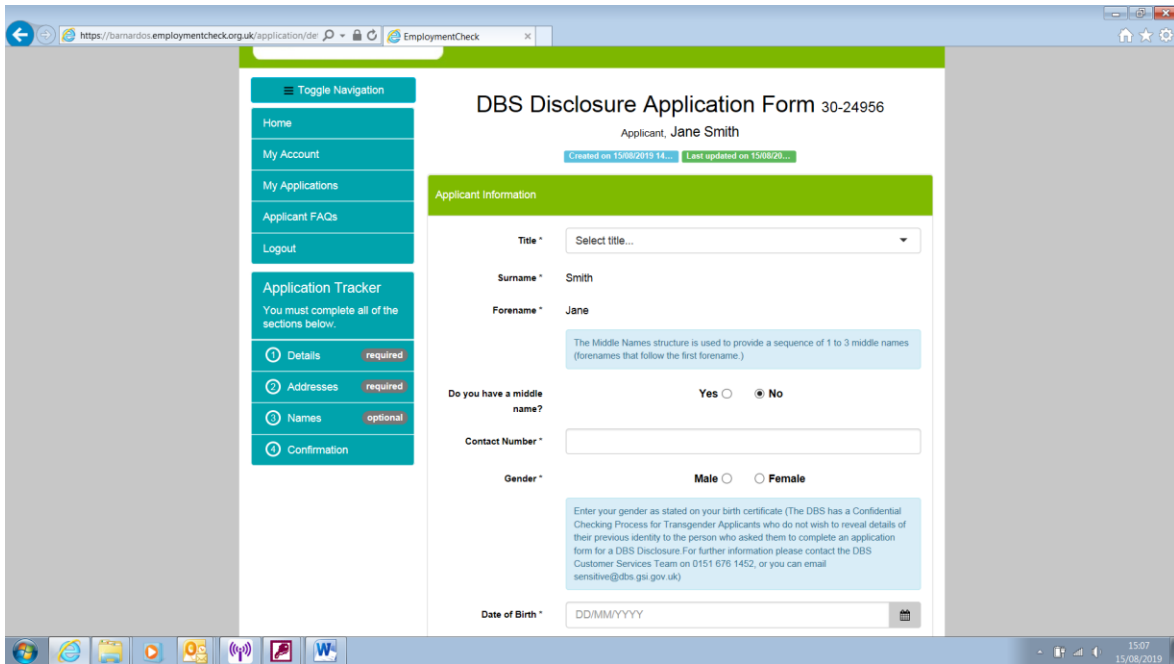 https://barnardos.employmentcheck.org.uk/application/de
EmploymentCheck
Toggle Navigation
Home
My Account
My Applications
Applicant FAQs
Logout
Application Tracker
You must complete all of the
sections below.
1 Details required
2 Addresses required
3 Names optional
4 Confirmation
DBS Disclosure Application Form 30-24956
Applicant, Jane Smith
Created on 15/08/2019 14... Last updated on 15/08/20...
Applicant Information
Title * Select title...
Surname * Smith
Forename * Jane
The Middle Names structure is used to provide a sequence of 1 to 3 middle names
(forenames that follow the first forename.)
Do you have a middle
name?
Yes No
Contact Number *
Gender * Male Female
Enter your gender as stated on your birth certificate (The DBS has a Confidential
Checking Process for Transgender Applicants who do not wish to reveal details of
their previous identity to the person who asked them to complete an application
form for a DBS Disclosure.For further information please contact the DBS
Customer Services Team on 0151 676 1452, or you can email
sensitive@dbs.gsi.gov.uk)
Date of Birth * DD/MM/YYYY
15:07
15/08/2019